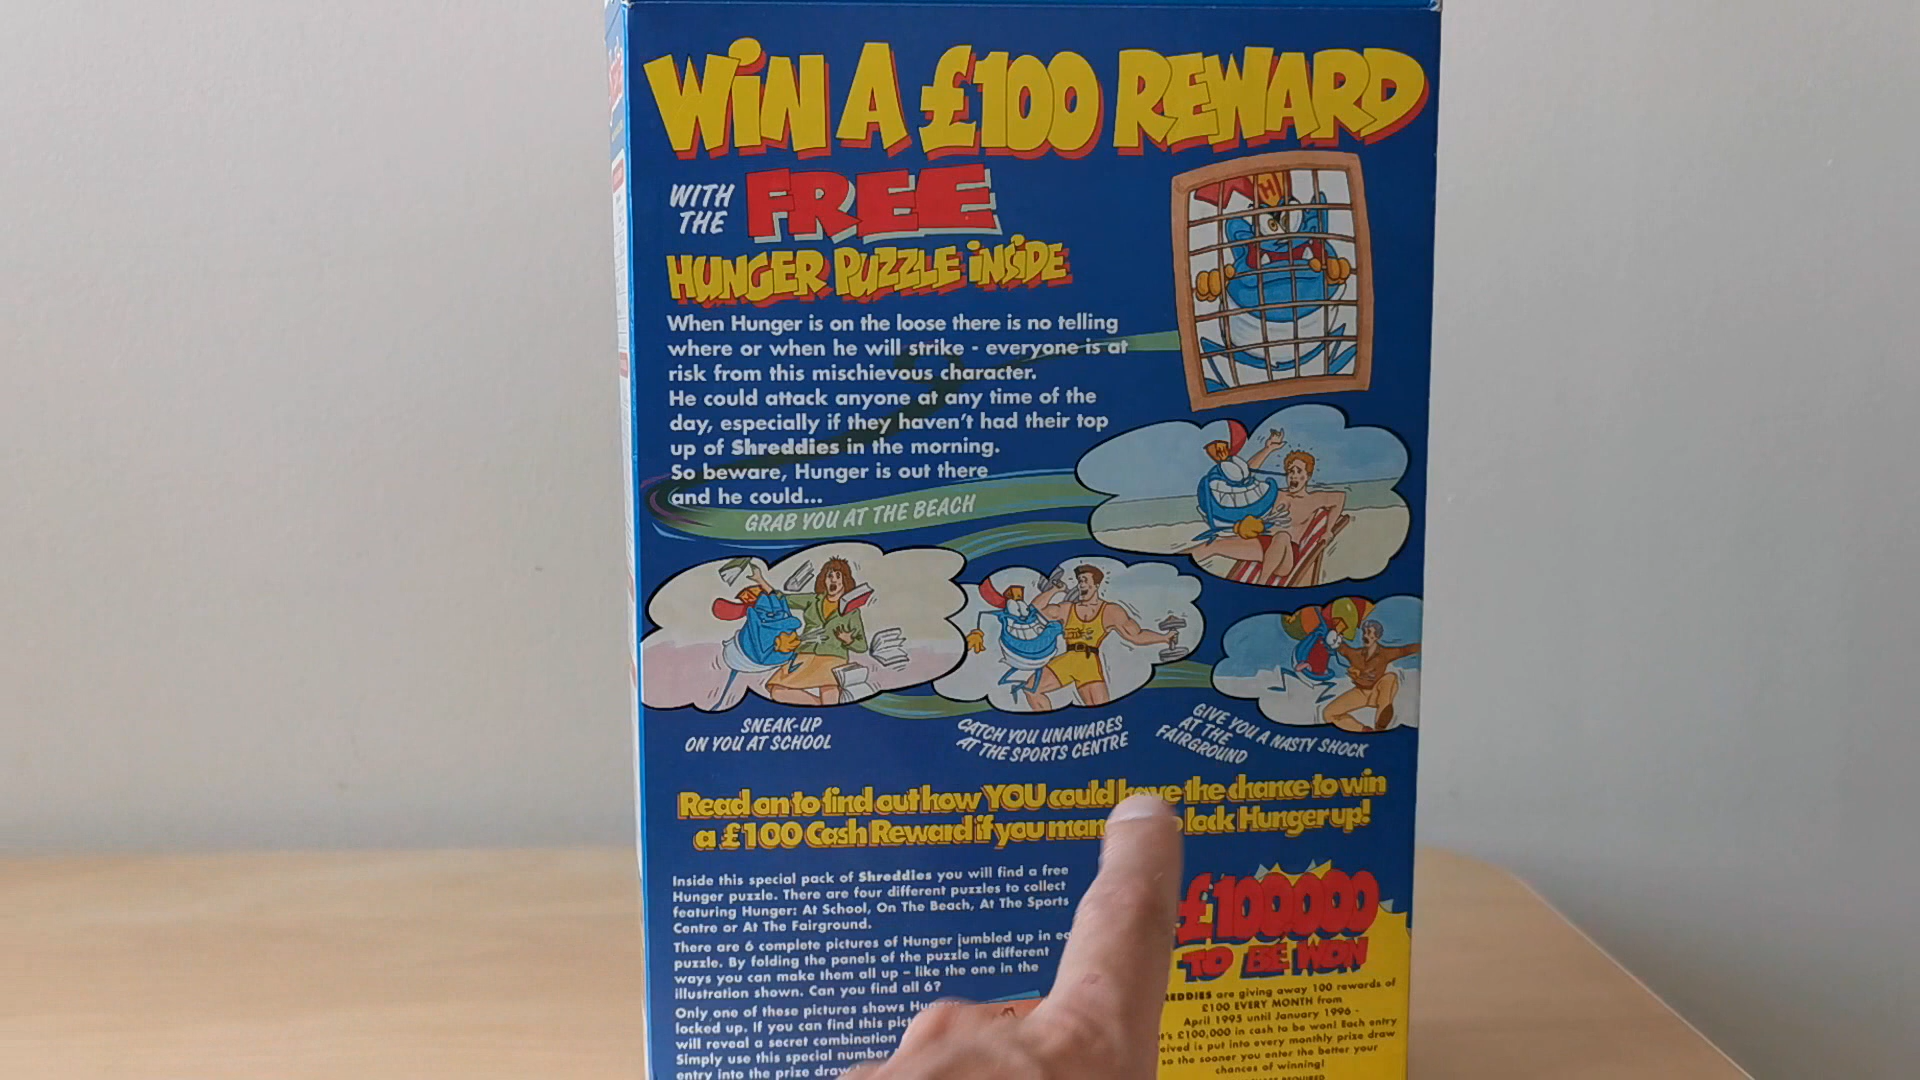 WIN A £100 REWARD
WITH THE FREE
HUNGER PUZZLE INSIDE
When Hunger is on the loose there is no telling
where or when he will strike - everyone is at
risk from this mischievous character.
He could attack anyone at any time of the
day, especially if they haven't had their top
up of Shreddies in the morning.
So beware, Hunger is out there
and he could...
GRAB YOU AT THE BEACH
SNEAK-UP
ON YOU AT SCHOOL
CATCH YOU UNAWARES
AT THE SPORTS CENTRE
GIVE YOU A NASTY SHOCK
AT THE
FAIRGROUND
Read on to find out how YOU could have the chance to win
a £100 Cash Reward if you lock Hunger up!
Inside this special pack of Shreddies you will find a free
Hunger puzzle. There are four different puzzles to collect
featuring Hunger: At School, On The Beach, At The Sports
Centre or At The Fairground.
There are 6 complete pictures of Hunger jumbled up in
puzzle. By folding the panels of the puzzle in different
ways you can make them all up – like the one in the
illustration shown. Can you find all 6?
Only one of these pictures shows
locked up. If you can find this
will reveal a secret combination
Simply use this special number
entry into the prize draw
£100000
TO BE WON
are giving away 100 rewards of
£100 EVERY MONTH from
April 1995 until January 1996 -
£100,000 in cash to be won! Each entry
is put into every monthly prize draw
so the sooner you enter the better your
chances of winning!